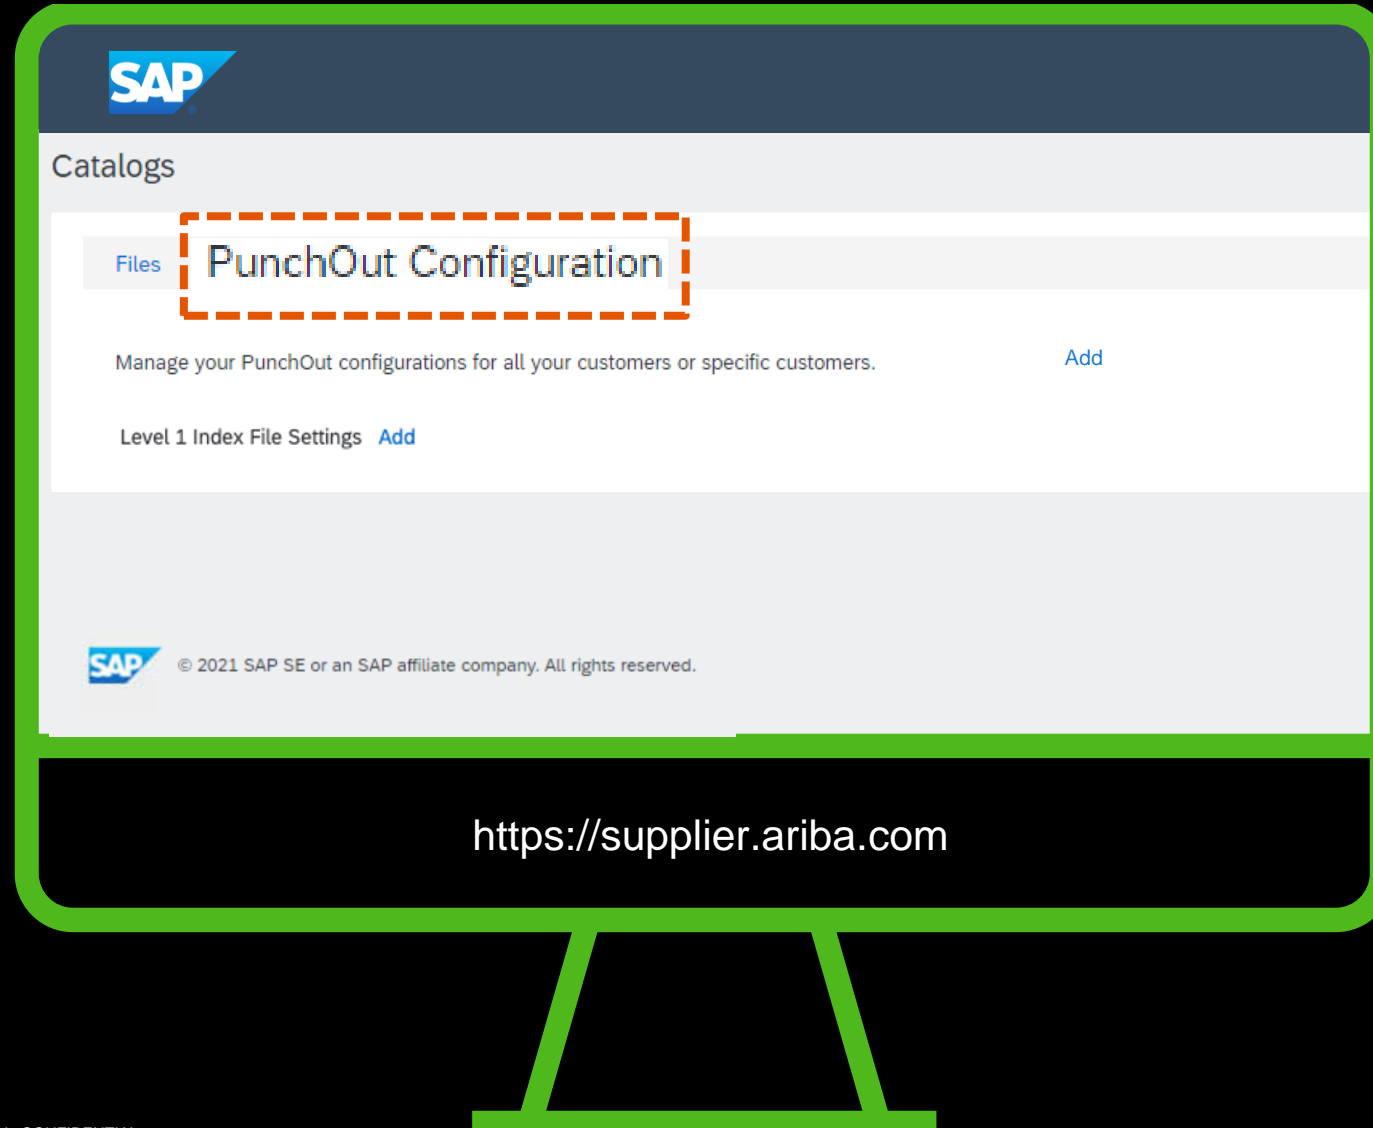 SAP
Catalogs
Files PunchOut Configuration
Manage your PunchOut configurations for all your customers or specific customers. Add
Level 1 Index File Settings Add
SAP © 2021 SAP SE or an SAP affiliate company. All rights reserved.
https://supplier.ariba.com